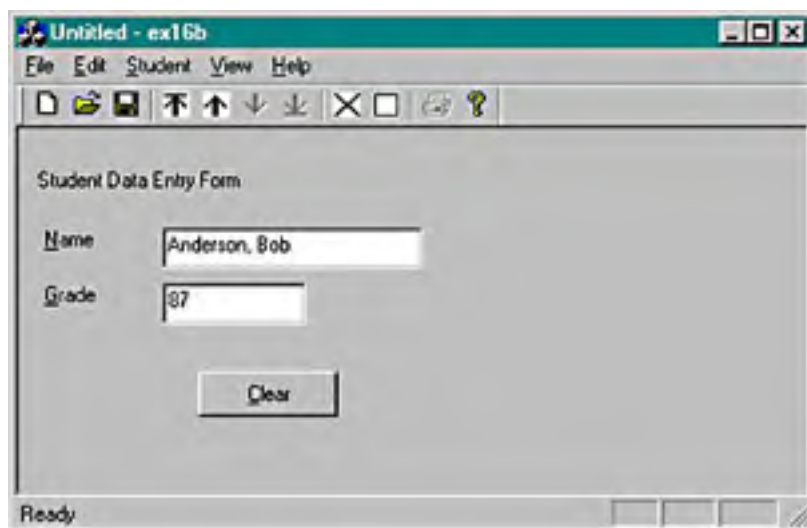 Untitled - ex16b
File Edit Student View Help
Student Data Entry Form
Name Anderson, Bob
Grade 87
Clear
Ready